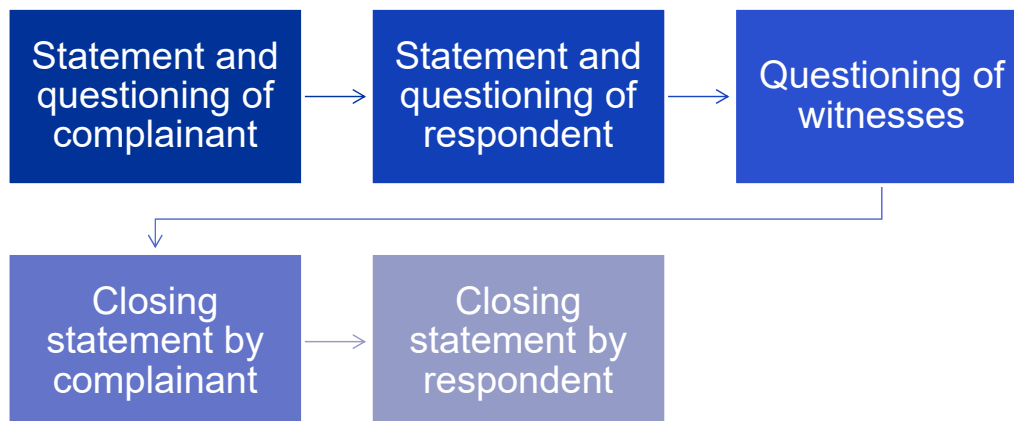 Statement and
questioning of
complainant
Statement and
questioning of
respondent
Questioning of
witnesses
Closing
statement by
complainant
Closing
statement by
respondent